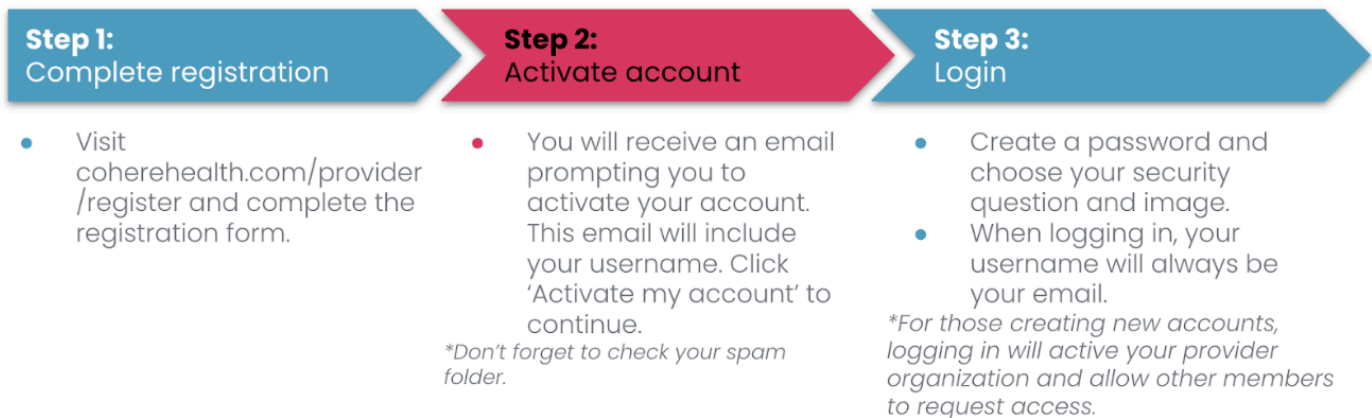 Step 1:
Complete registration
Visit
coherehealth.com/provider
/register and complete the
registration form.
Step 2:
Activate account
You will receive an email
prompting you to
activate your account.
This email will include
your username. Click
‘Activate my account’ to
continue.
*Don’t forget to check your spam
folder.
Step 3:
Login
Create a password and
choose your security
question and image.
When logging in, your
username will always be
your email.
*For those creating new accounts,
logging in will active your provider
organization and allow other members
to request access.